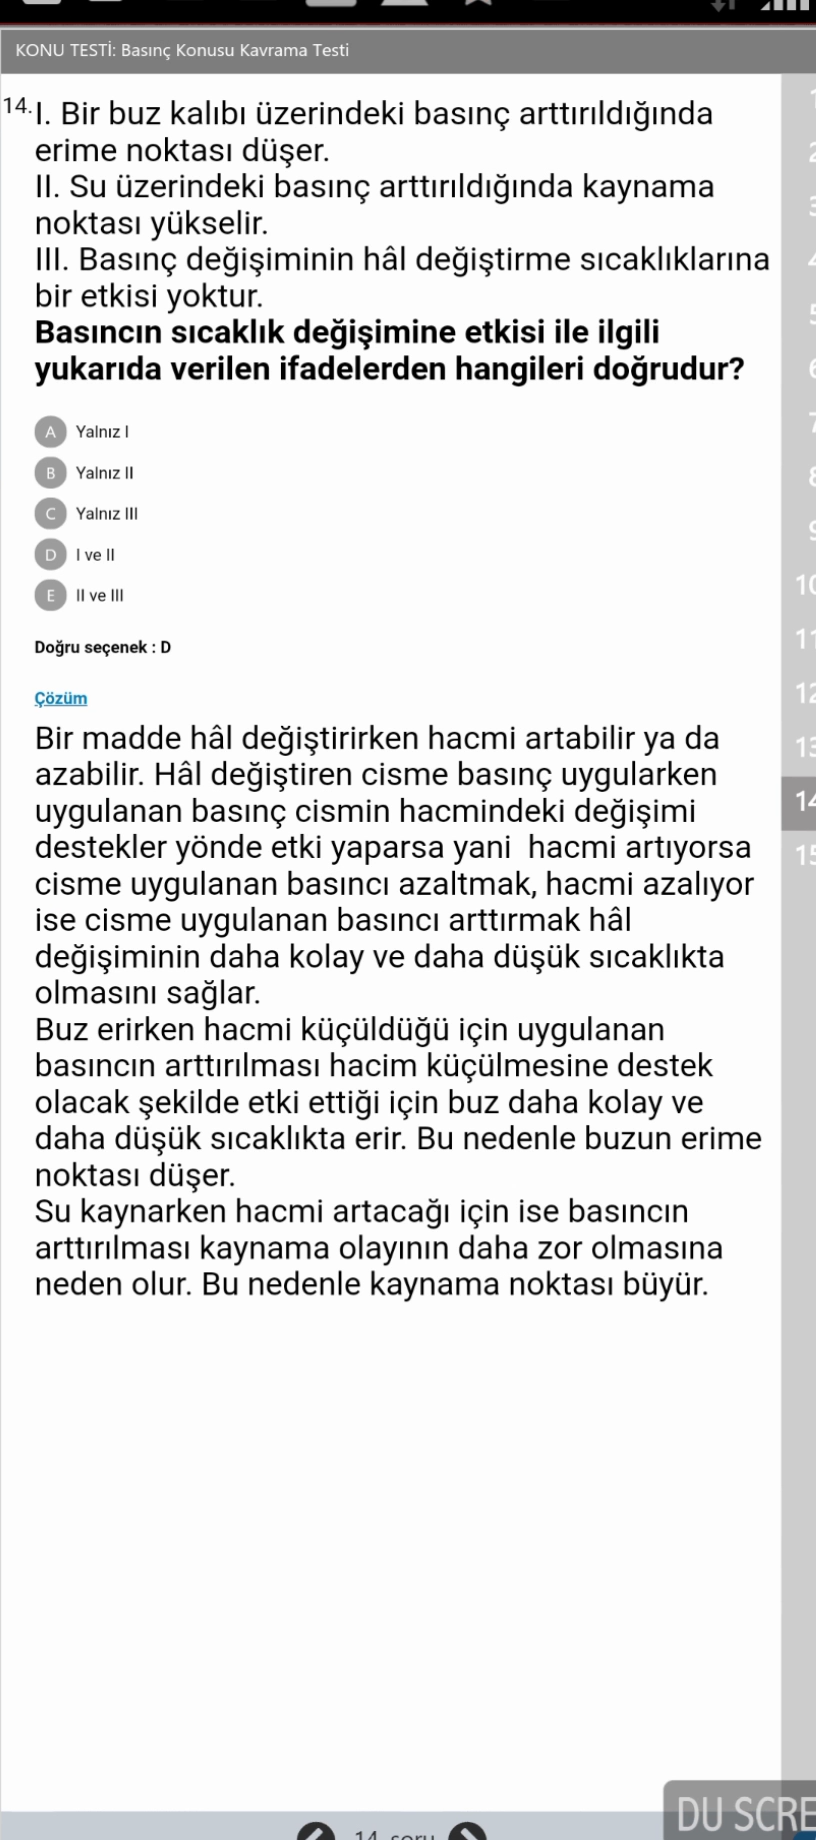 KONU TESTİ: Basınç Konusu Kavrama Testi
14. I. Bir buz kalıbı üzerindeki basınç arttırıldığında
erime noktası düşer.
II. Su üzerindeki basınç arttırıldığında kaynama
noktası yükselir.
III. Basınç değişiminin hâl değiştirme sıcaklıklarına
bir etkisi yoktur.
Basıncın sıcaklık değişimine etkisi ile ilgili
yukarıda verilen ifadelerden hangileri doğrudur?
A Yalnız I
B Yalnız II
C Yalnız III
D I ve II
E II ve III
Doğru seçenek : D
Çözüm
Bir madde hâl değiştirirken hacmi artabilir ya da
azabilir. Hâl değiştiren cisme basınç uygularken
uygulanan basınç cismin hacmindeki değişimi
destekler yönde etki yaparsa yani hacmi artıyorsa
cisme uygulanan basıncı azaltmak, hacmi azalıyor
ise cisme uygulanan basıncı arttırmak hâl
değişiminin daha kolay ve daha düşük sıcaklıkta
olmasını sağlar.
Buz erirken hacmi küçüldüğü için uygulanan
basıncın arttırılması hacim küçülmesine destek
olacak şekilde etki ettiği için buz daha kolay ve
daha düşük sıcaklıkta erir. Bu nedenle buzun erime
noktası düşer.
Su kaynarken hacmi artacağı için ise basıncın
arttırılması kaynama olayının daha zor olmasına
neden olur. Bu nedenle kaynama noktası büyür.
14. soru
DU SCRE